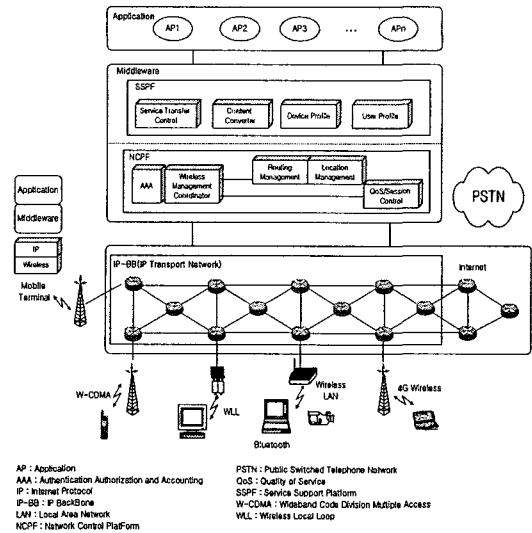 Application
AP1 AP2 AP3 ... APn
Middleware
SSPF
Service Transfer Control
Content Converter
Device Profile
User Profile
NCPF
AAA
Wireless Management Coordinator
Routing Management
Location Management
QoS/Session Control
Application
Middleware
IP
Wireless
Mobile Terminal
PSTN
IP-BB(IP Transport Network)
Internet
W-CDMA
WLL
Wireless LAN
4G Wireless
Bluetooth
AP : Application
AAA : Authentication Authorization and Accounting
IP : Internet Protocol
IP-BB : IP BackBone
LAN : Local Area Network
NCPF : Network Control PlatForm
PSTN : Public Switched Telephone Network
QoS : Quality of Service
SSPF : Service Support Platform
W-CDMA : Wideband Code Division Multiple Access
WLL : Wireless Local Loop